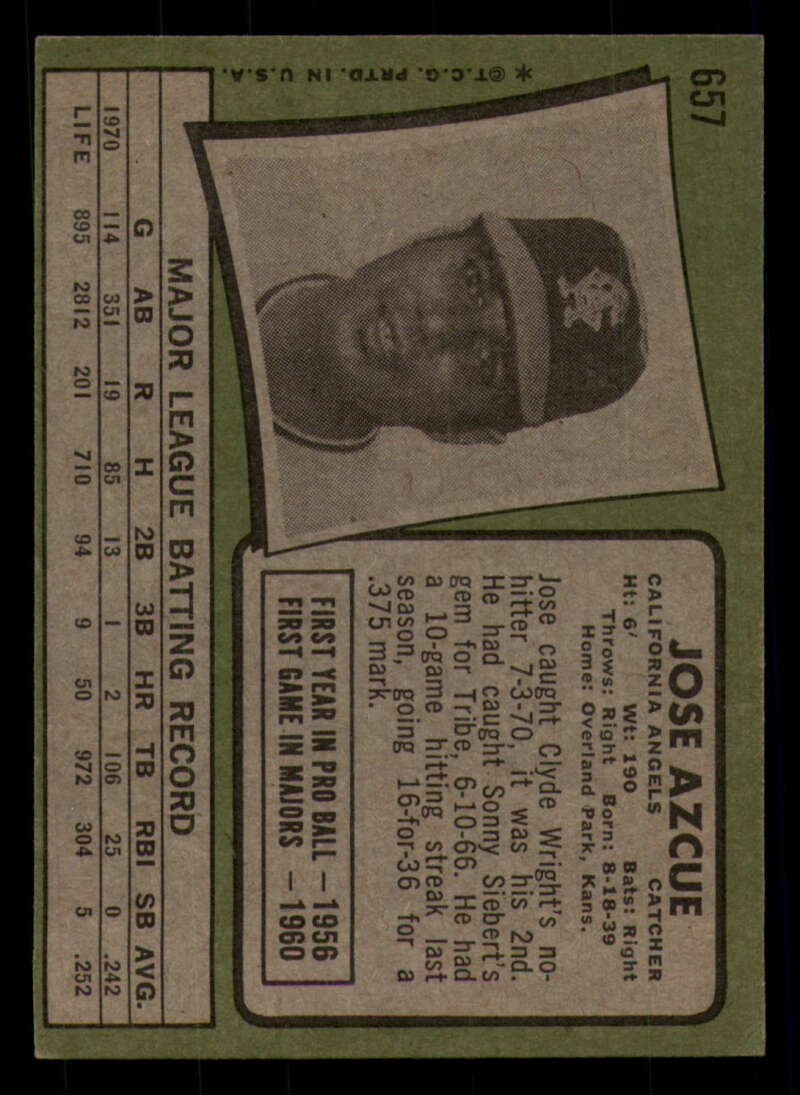 657
JOSE AZCUE
CALIFORNIA ANGELS CATCHER
Ht: 6' Wt: 190 Bats: Right
Throws: Right Born: 8-18-39
Home: Overland Park, Kans.
Jose caught Clyde Wright's no-
hitter 7-3-70, it was his 2nd.
He had caught Sonny Siebert's
gem for Tribe, 6-10-66. He had
a 10-game hitting streak last
season, going 16-for-36 for a
.375 mark.
FIRST YEAR IN PRO BALL — 1956
FIRST GAME IN MAJORS — 1960
*©T.C.G. PRTD. IN U.S.A.
MAJOR LEAGUE BATTING RECORD
G AB R H 2B 3B HR TB RBI SB AVG.
1970 114 351 19 85 13 1 2 106 25 0 .242
LIFE 895 2812 201 710 94 9 50 972 304 5 .252